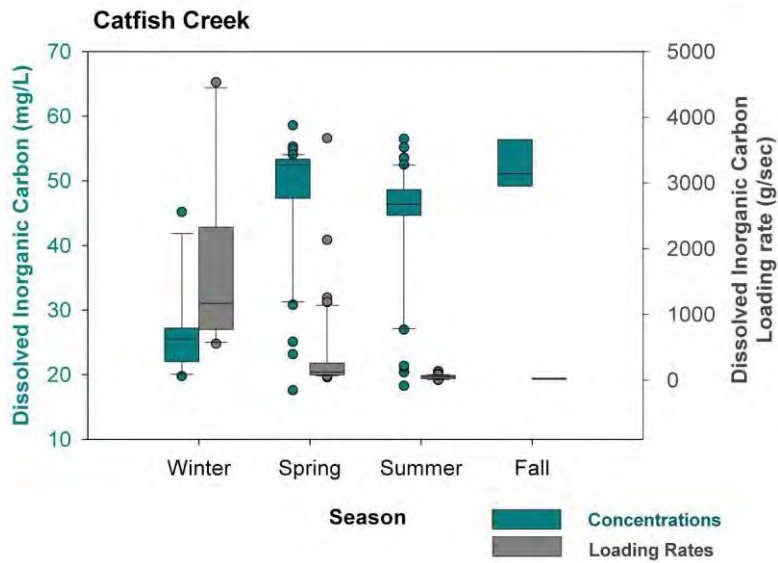 Catfish Creek
Dissolved Inorganic Carbon (mg/L)
70
60
50
40
30
20
10
5000
4000
3000
2000
1000
0
Dissolved Inorganic Carbon
Loading rate (g/sec)
Winter
Spring
Summer
Fall
Season
Concentrations
Loading Rates